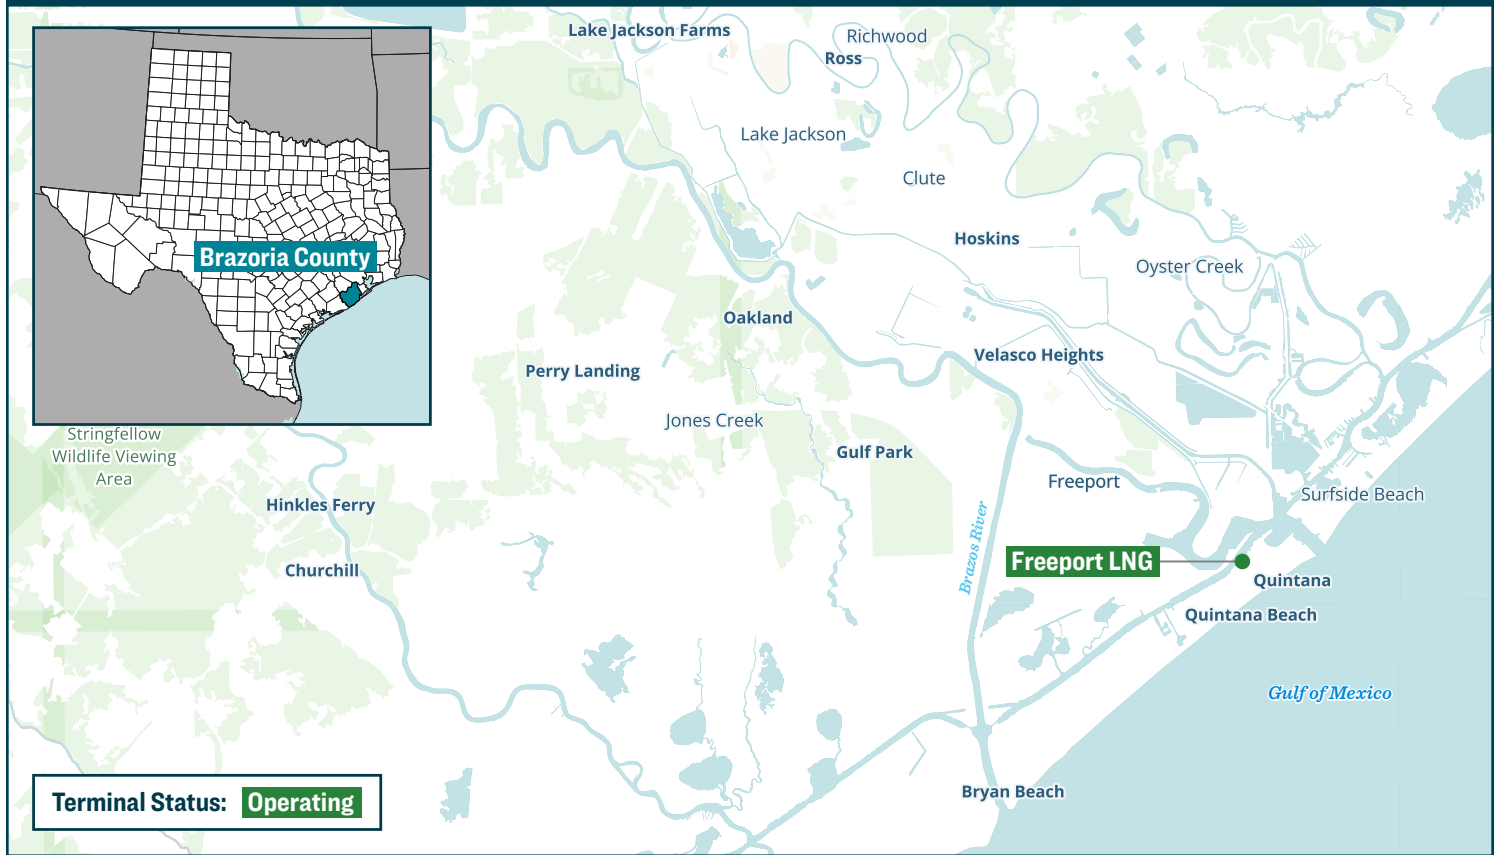 Lake Jackson Farms
Richwood
Ross
Lake Jackson
Clute
Brazoria County
Hoskins
Oyster Creek
Oakland
Velasco Heights
Perry Landing
Jones Creek
Stringfellow
Wildlife Viewing
Area
Gulf Park
Freeport
Surfside Beach
Hinkles Ferry
Brazos River
Freeport LNG
Churchill
Quintana
Quintana Beach
Gulf of Mexico
Bryan Beach
Terminal Status: Operating